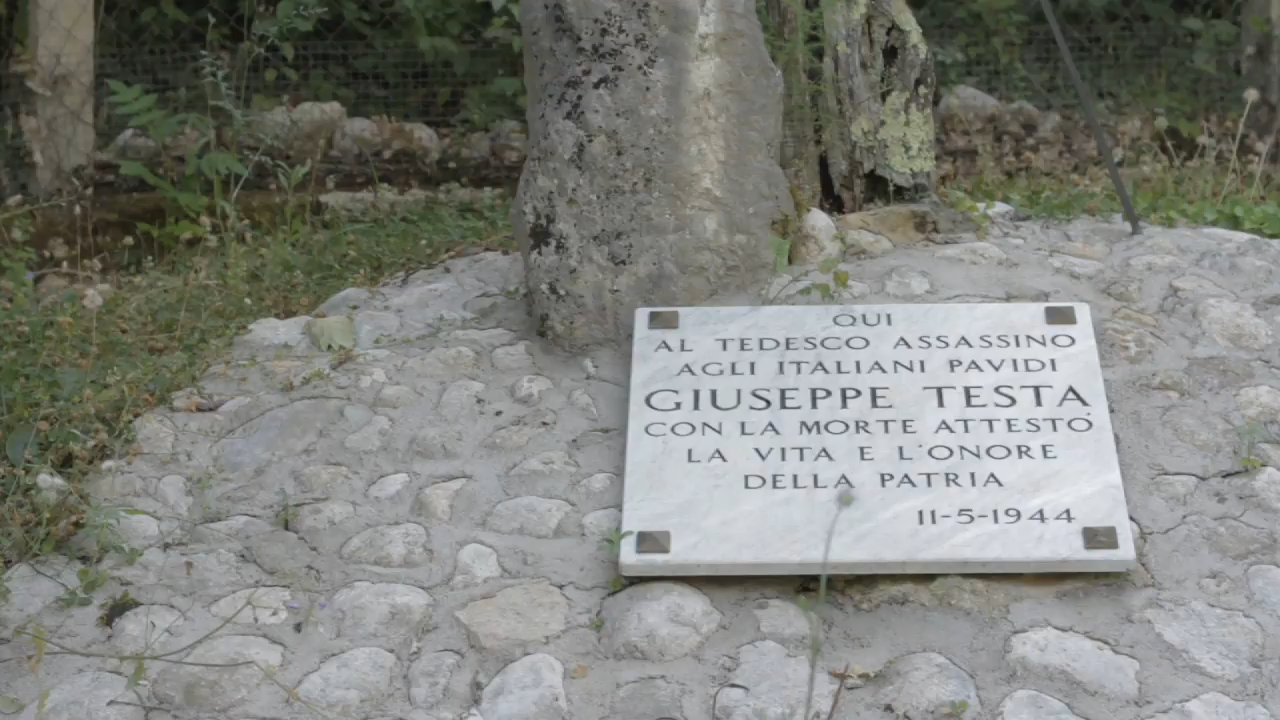 QUI
AL TEDESCO ASSASSINO
AGLI ITALIANI PAVIDI
GIUSEPPE TESTA
CON LA MORTE ATTESTÒ
LA VITA E L'ONORE
DELLA PATRIA
11-5-1944